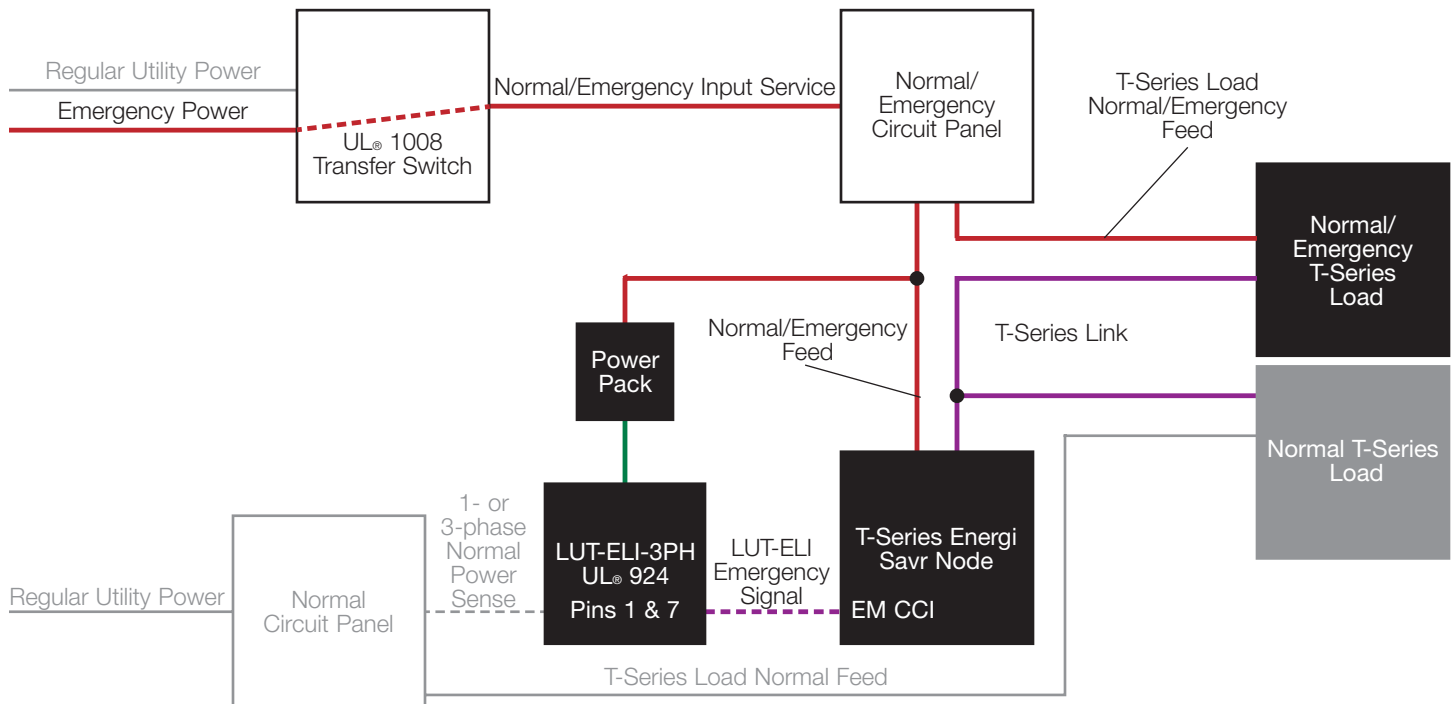 Regular Utility Power
Emergency Power
UL® 1008
Transfer Switch
Normal/Emergency Input Service
Normal/
Emergency
Circuit Panel
T-Series Load
Normal/Emergency
Feed
Normal/
Emergency
T-Series
Load
Normal/Emergency
Feed
T-Series Link
Power
Pack
Normal T-Series
Load
1- or
3-phase
Normal
Power
Sense
LUT-ELI-3PH
UL® 924
Pins 1 & 7
LUT-ELI
Emergency
Signal
T-Series Energi
Savr Node
EM CCI
Regular Utility Power
Normal
Circuit Panel
T-Series Load Normal Feed